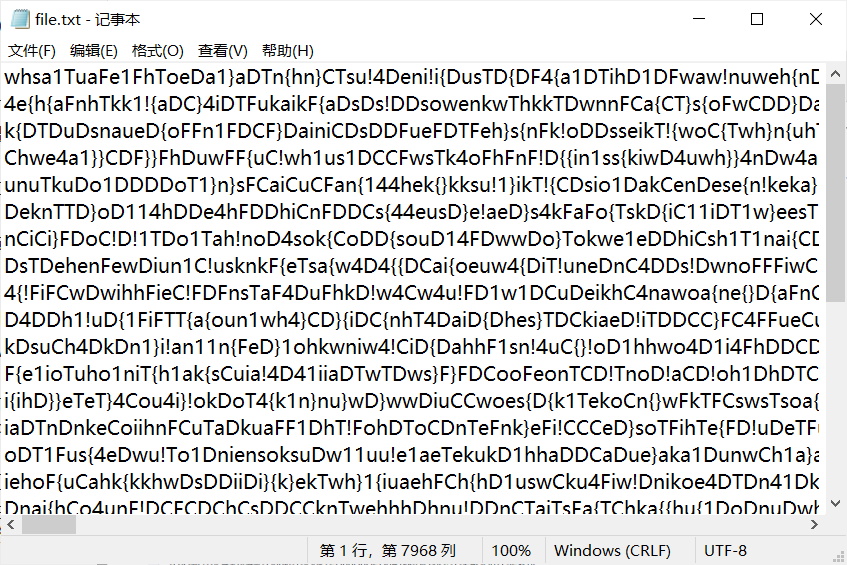 file.txt - 记事本
文件(F) 编辑(E) 格式(O) 查看(V) 帮助(H)
whsa1TuaFe1FhToeDa1}aDTn{hn}CTsu!4Deni!i{DusTD{DF4{a1DTihD1DFwaw!nuweh{nD
4e{h{aFnhTkk1!{aDC}4iDTFukaikF{aDsDs!DDsowenkwThkkTDwnnFCa{CT}s{oFwCDD}Da
k{DTDuDsnaueD{oFFn1FDCF}DainiCDsDDFueFDTFeh}s{nFk!oDDsseikT!{woC{Twh}n{uhT
Chwe4a1}}CDF}}FhDuwFF{uC!wh1us1DCCFwsTk4oFhFnF!D{{in1ss{kiwD4uwh}}4nDw4a
unuTkuDo1DDDDoT1}n}sFCaiCuCFan{144hek{}kksu!1}ikT!{CDsio1DakCenDese{n!keka}
DeknTTD}oD114hDDe4hFDDhiCnFDDCs{44eusD}e!aeD}s4kFaFo{TskD{iC11iDT1w}eesT
nCiCi}FDoC!D!1TDo1Tah!noD4sok{CoDD{souD14FDwwDo}Tokwe1eDDhiCsh1T1nai{CD
DsTDehenFewDiun1C!usknkF{eTsa{w4D4{{DCai{oeuw4{DiT!uneDnC4DDs!DwnoFFFiwC
4{!FiFCwDwihhFieC!FDFnsTaF4DuFhkD!w4Cw4u!FD1w1DCuDeikhC4nawoa{ne{}D{aFnC
D4DDh1!uD{1FiFTT{a{oun1wh4}CD}{iDC{nhT4DaiD{Dhes}TDCkiaeD!iTDDCC}FC4FFueCu
kDsuCh4DkDn1}i!an11n{FeD}1ohkwniw4!CiD{DahhF1sn!4uC{}!oD1hhwo4D1i4FhDDCD
F{e1ioTuho1niT{h1ak{sCuia!4D41iiaDTwTDws}F}FDCooFeonTCD!TnoD!aCD!oh1DhDTC
i{ihD}}eTeT}4Cou4i}!okDoT4{k1n}nu}wD}wwDiuCCwoes{D{k1TekoCn{}wFkTFCswsTsoa{
iaDTnDnkeCoiihnFCuTaDkuaFF1DhT!FohDToCDnTeFnk}eFi!CCCeD}soTFihTe{FD!uDeTF
oDT1Fus{4eDwu!To1DniensoksuDw11uu!e1aeTekukD1hhaDDCaDue}aka1DunwCh1a}a
iehoF{uCahk{kkhwDsDDiiDi}{k}ekTwh}1{iuaehFCh{hD1uswCku4Fiw!Dnikoe4DTDn41Dk
Dnai{hCo4unF!DCFCDChCsDDCCknTwehhhDhnu!DDnCTaiTsFa{TChka{{hu{1DoDnuDwh
第 1 行，第 7968 列 100% Windows (CRLF) UTF-8